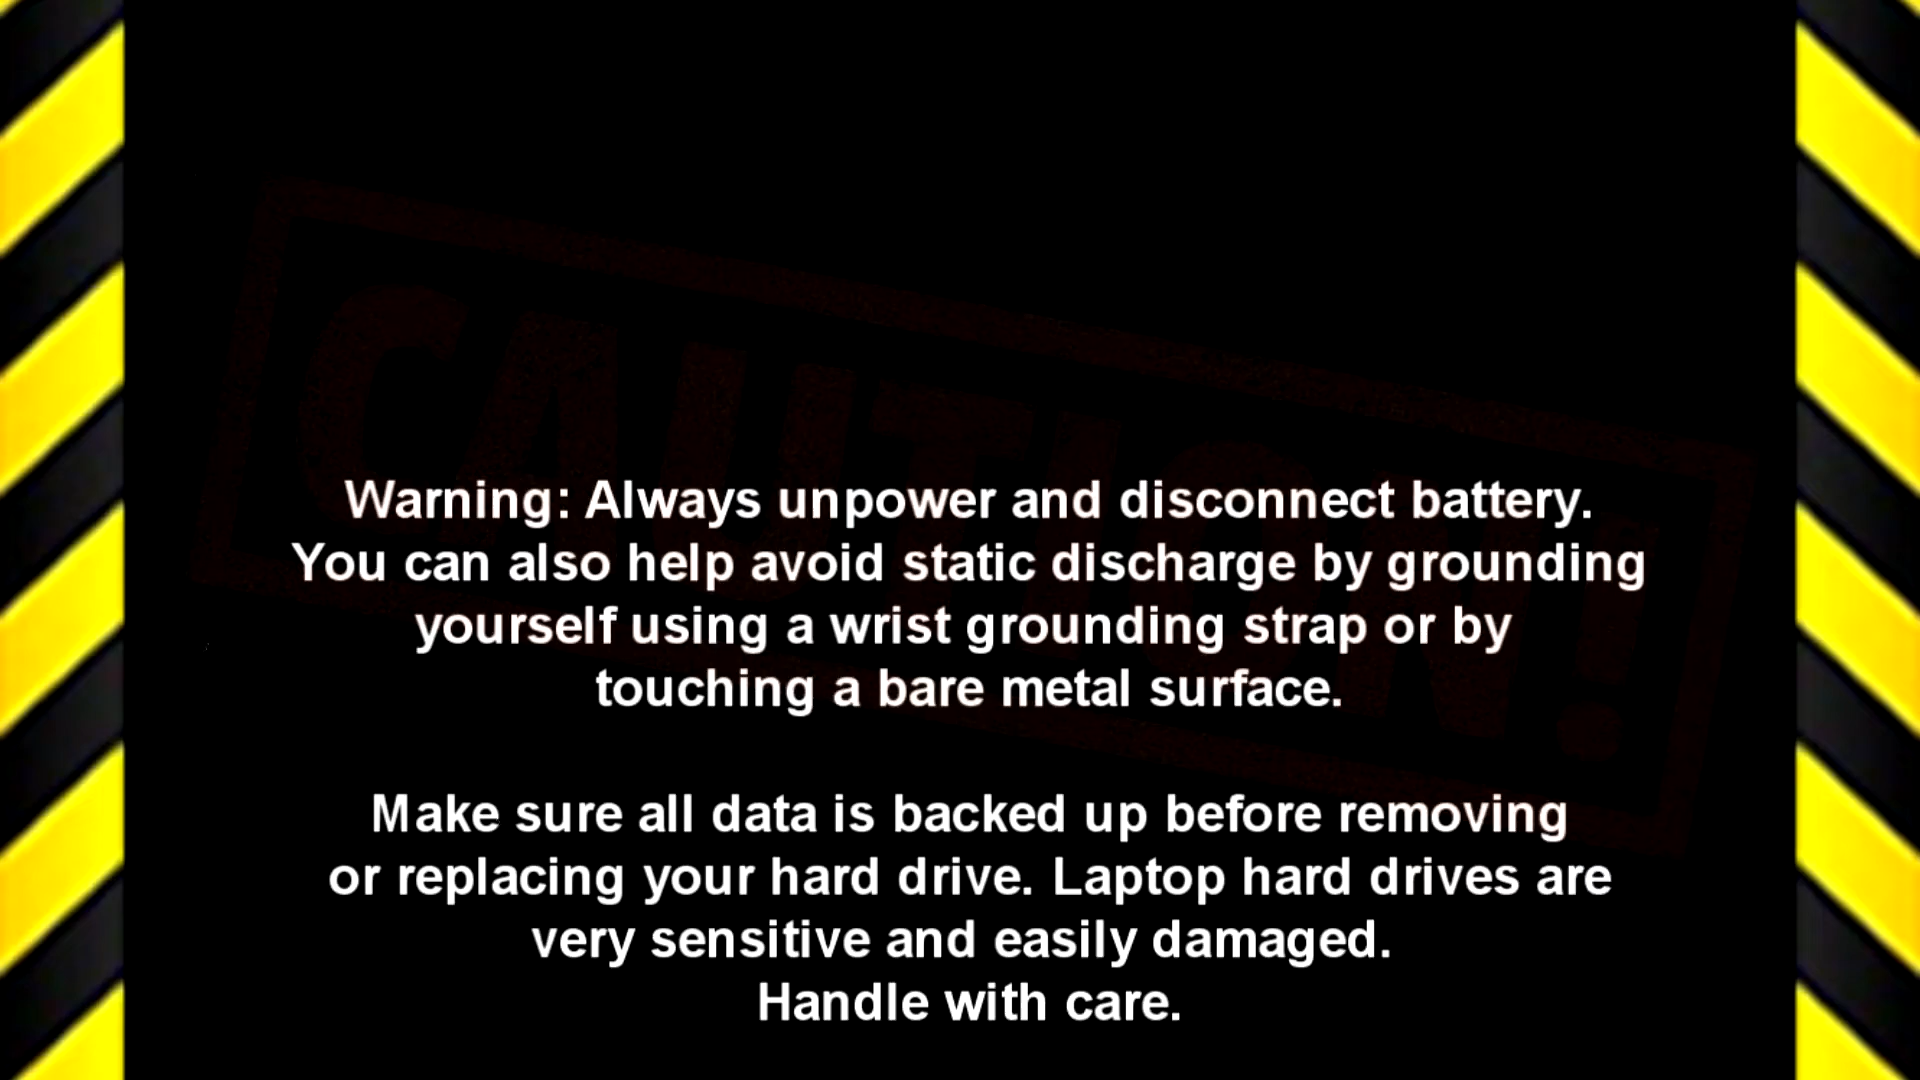 CAUTION!
Warning: Always unpower and disconnect battery.
You can also help avoid static discharge by grounding
yourself using a wrist grounding strap or by
touching a bare metal surface.
Make sure all data is backed up before removing
or replacing your hard drive. Laptop hard drives are
very sensitive and easily damaged.
Handle with care.